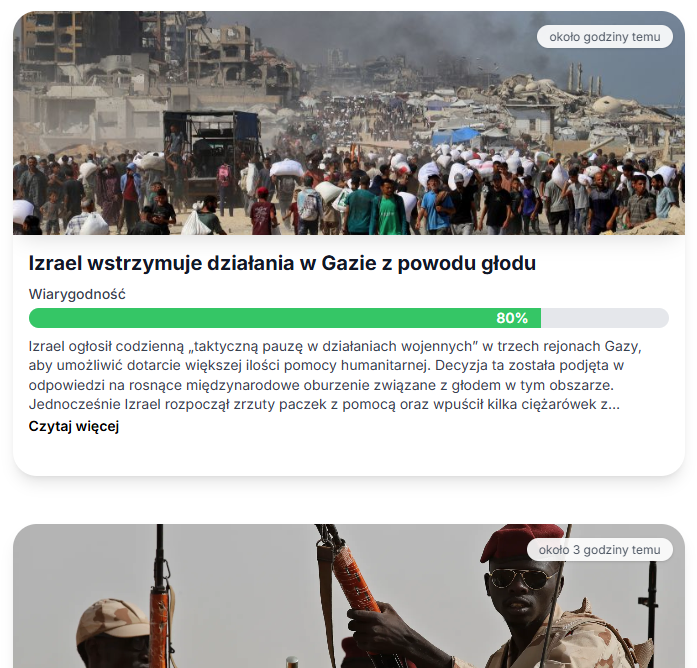 około godziny temu
Izrael wstrzymuje działania w Gazie z powodu głodu
Wiarygodność
80%
Izrael ogłosił codzienną „taktyczną pauzę w działaniach wojennych” w trzech rejonach Gazy,
aby umożliwić dotarcie większej ilości pomocy humanitarnej. Decyzja ta została podjęta w
odpowiedzi na rosnące międzynarodowe oburzenie związane z głodem w tym obszarze.
Jednocześnie Izrael rozpoczął zrzuty paczek z pomocą oraz wpuścił kilka ciężarówek z...
Czytaj więcej
około 3 godziny temu